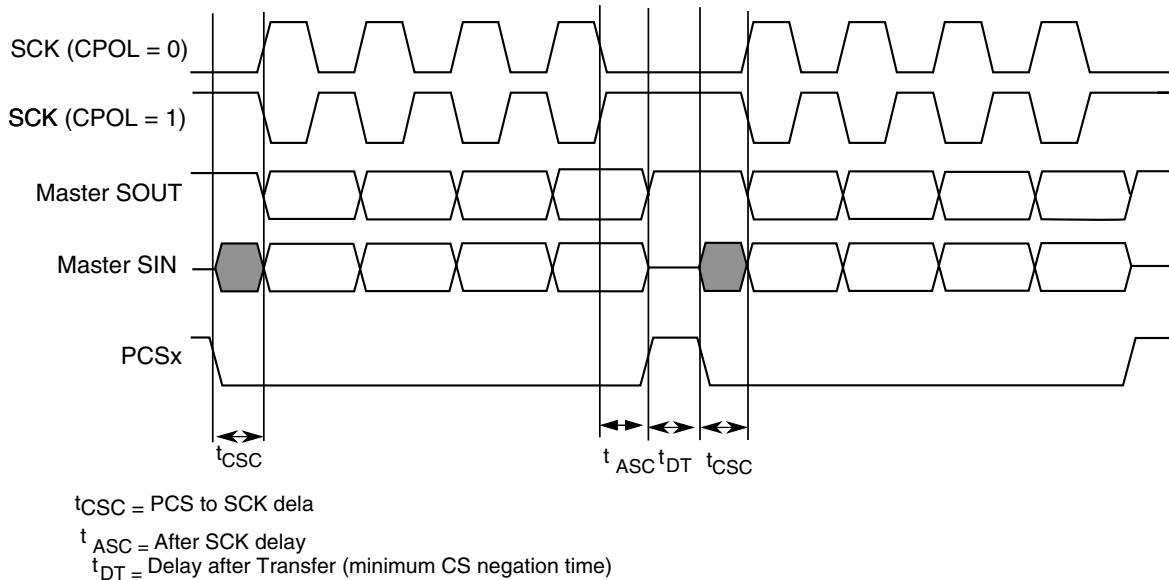 SCK (CPOL = 0)
SCK (CPOL = 1)
Master SOUT
Master SIN
PCSx
tCSC
t ASC
tDT
tCSC
tCSC = PCS to SCK dela
t ASC = After SCK delay
tDT = Delay after Transfer (minimum CS negation time)